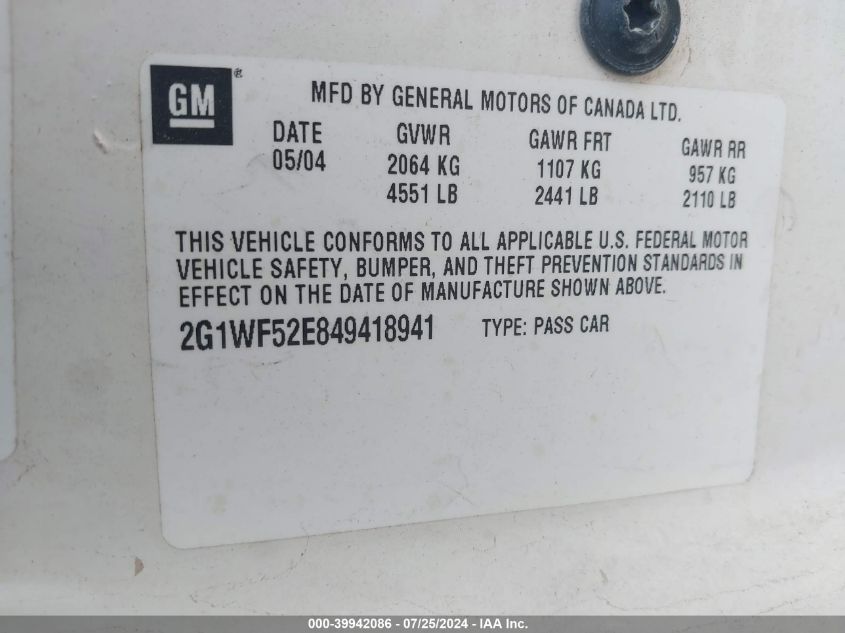 GM®
MFD BY GENERAL MOTORS OF CANADA LTD.
DATE GVWR GAWR FRT GAWR RR
05/04 2064 KG 1107 KG 957 KG
4551 LB 2441 LB 2110 LB
THIS VEHICLE CONFORMS TO ALL APPLICABLE U.S. FEDERAL MOTOR
VEHICLE SAFETY, BUMPER, AND THEFT PREVENTION STANDARDS IN
EFFECT ON THE DATE OF MANUFACTURE SHOWN ABOVE.
2G1WF52E849418941 TYPE: PASS CAR
000-39942086 - 07/25/2024 - IAA Inc.